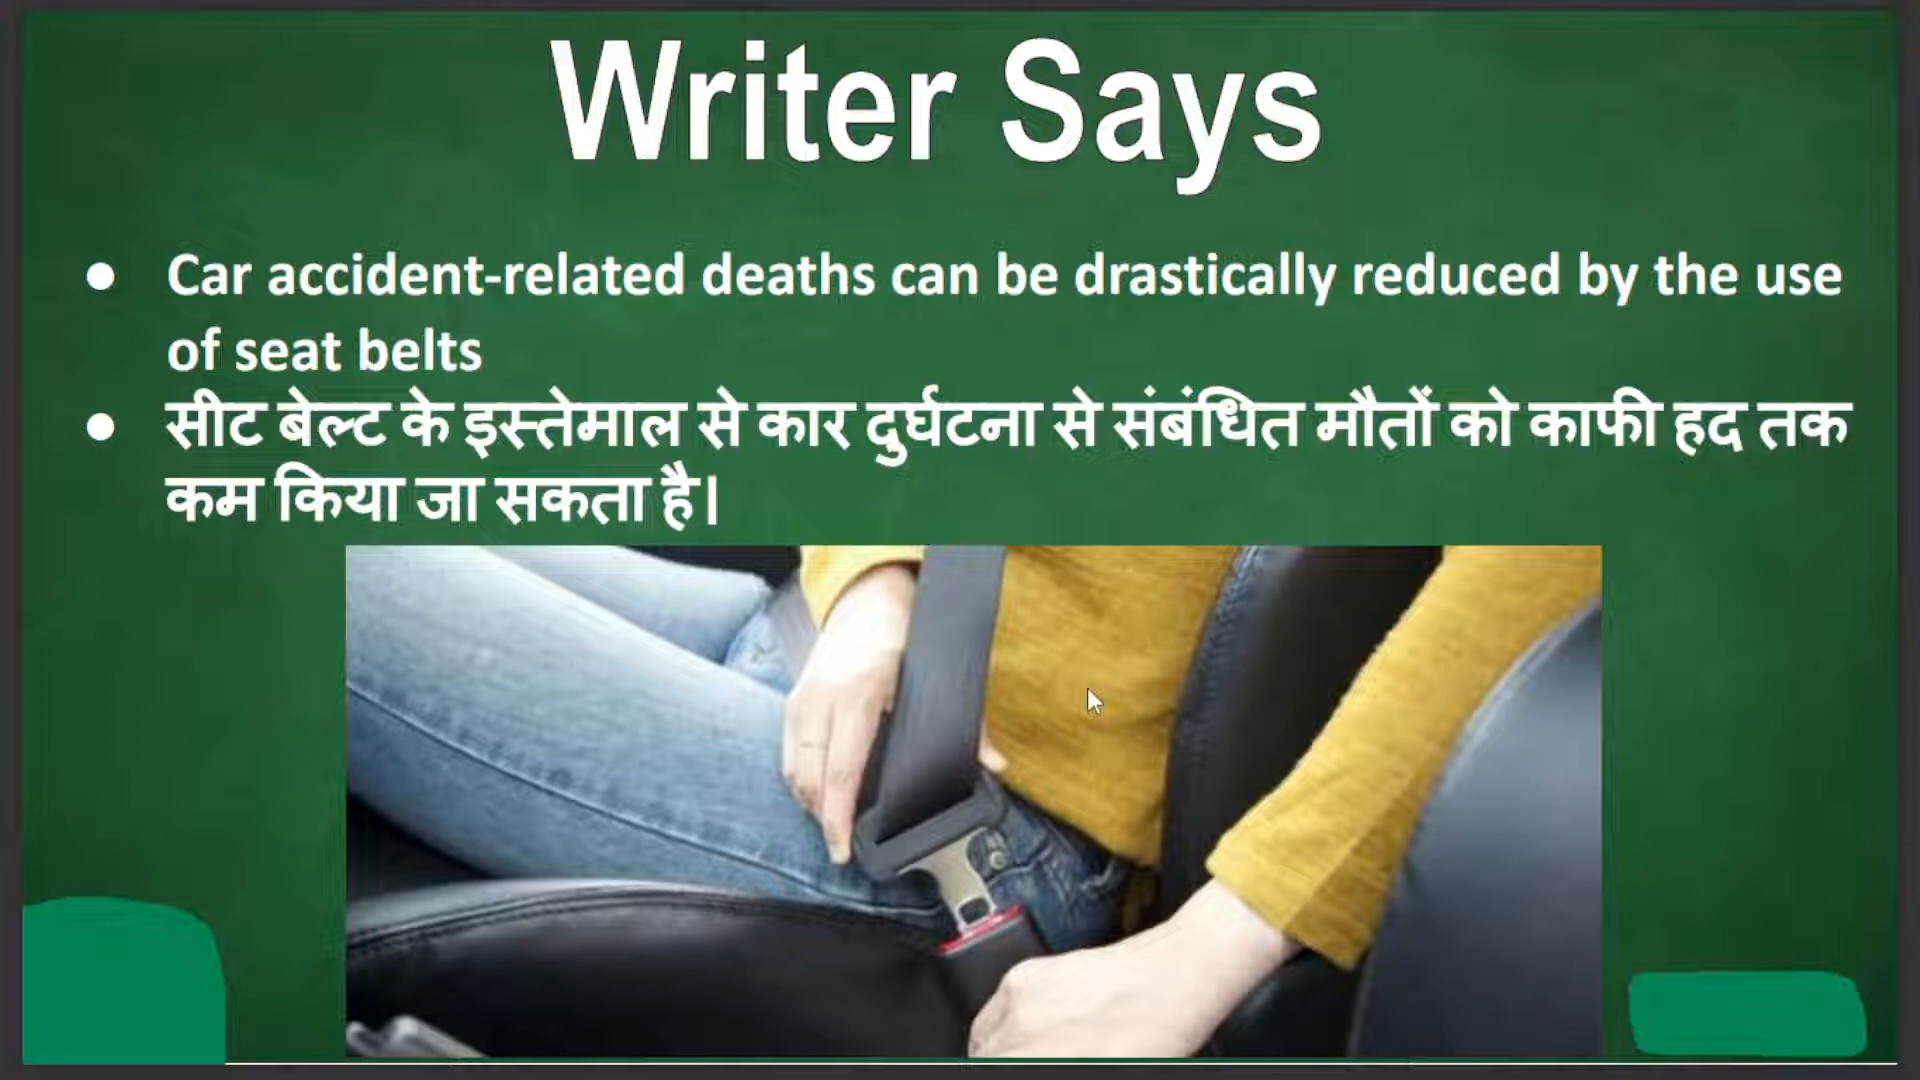 Writer Says
● Car accident-related deaths can be drastically reduced by the use
of seat belts
● सीट बेल्ट के इस्तेमाल से कार दुर्घटना से संबंधित मौतों को काफी हद तक
कम किया जा सकता है।